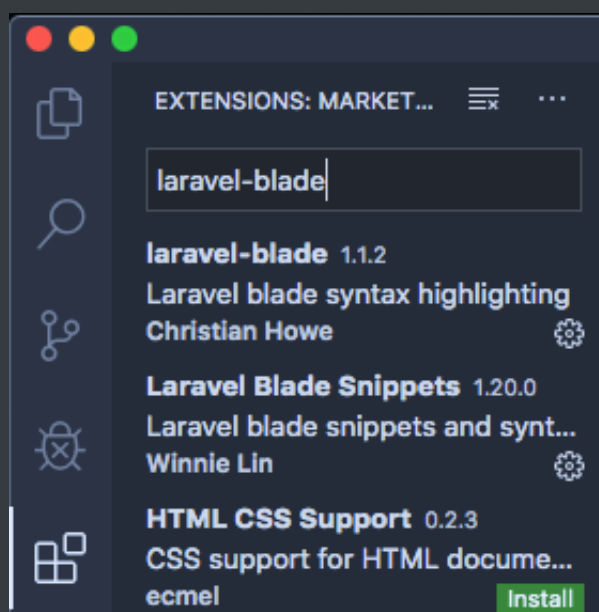 EXTENSIONS: MARKET...
laravel-blade
laravel-blade 1.1.2
Laravel blade syntax highlighting
Christian Howe
Laravel Blade Snippets 1.20.0
Laravel blade snippets and synt...
Winnie Lin
HTML CSS Support 0.2.3
CSS support for HTML docume...
ecmel Install